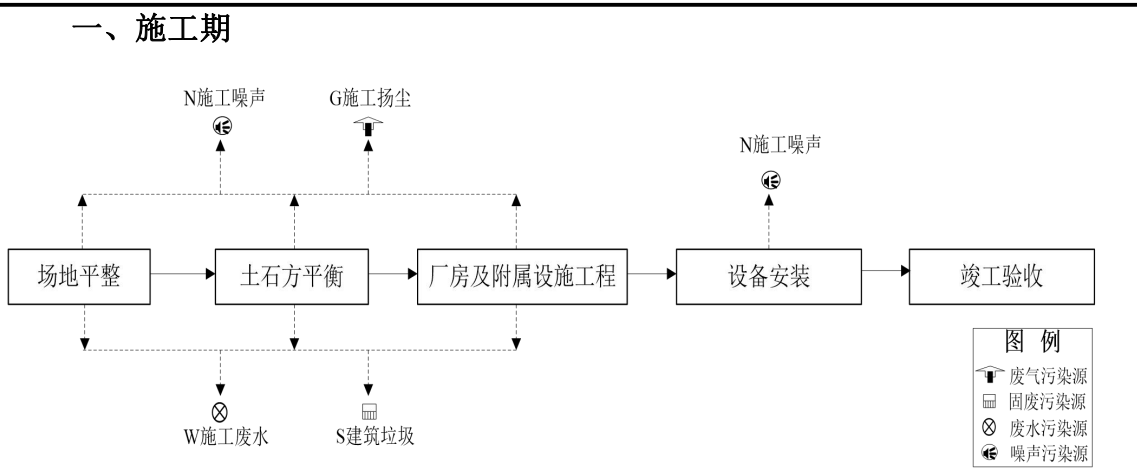 一、施工期
N施工噪声
G施工扬尘
N施工噪声
场地平整
土石方平衡
厂房及附属设施工程
设备安装
竣工验收
W施工废水
S建筑垃圾
图 例
废气污染源
固废污染源
废水污染源
噪声污染源